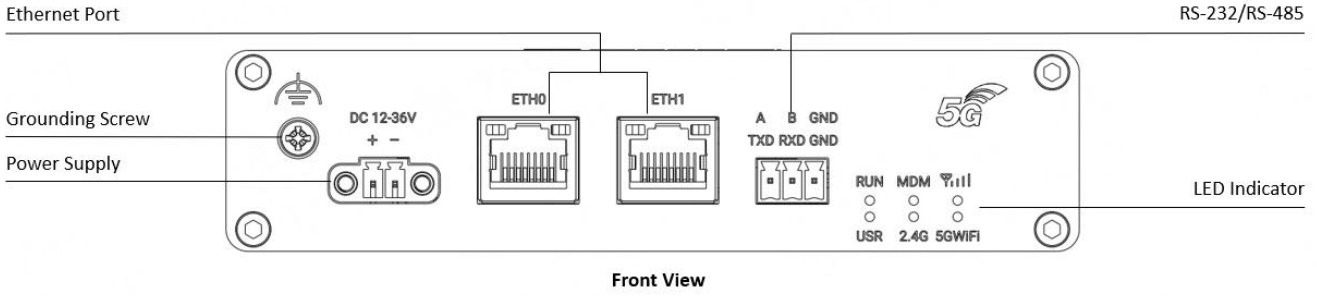 Ethernet Port
RS-232/RS-485
ETH0
ETH1
5G
Grounding Screw
DC 12-36V
A B GND
+ -
TXD RXD GND
Power Supply
RUN MDM
LED Indicator
USR 2.4G 5GWiFi
Front View